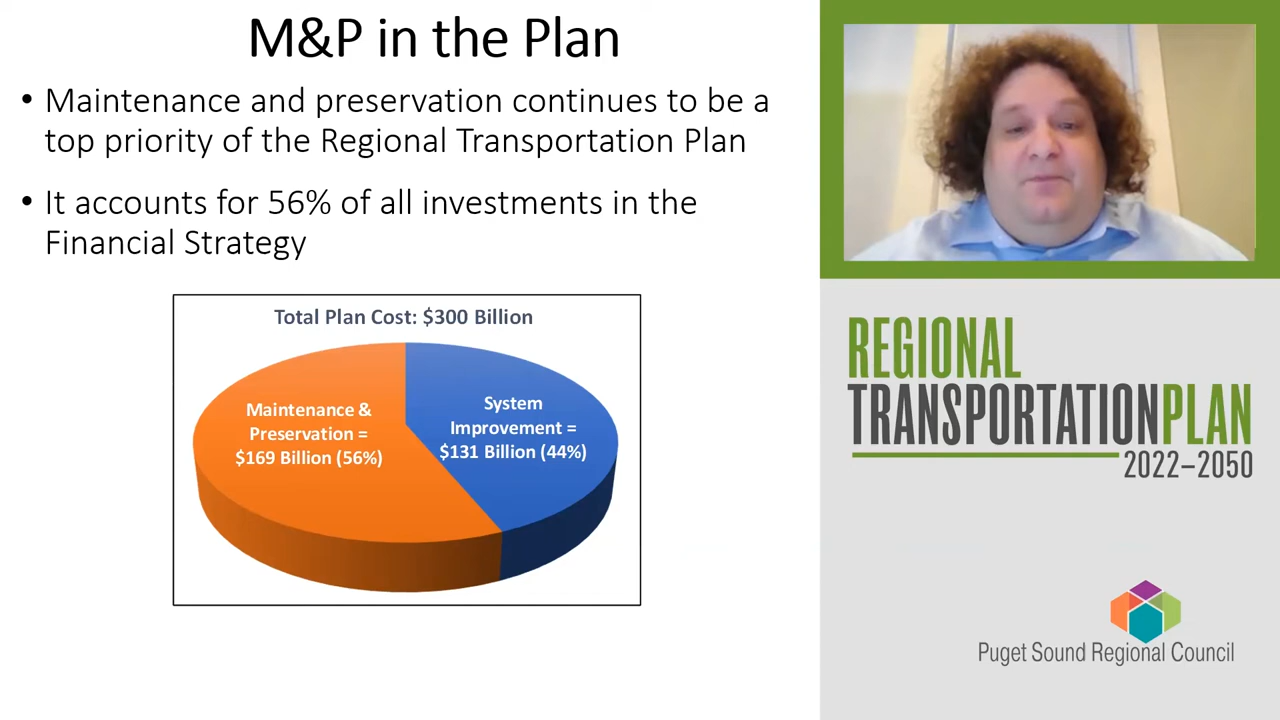 M&P in the Plan
• Maintenance and preservation continues to be a
top priority of the Regional Transportation Plan
• It accounts for 56% of all investments in the
Financial Strategy
Total Plan Cost: $300 Billion
Maintenance &
Preservation =
$169 Billion (56%)
System
Improvement =
$131 Billion (44%)
REGIONAL
TRANSPORTATIONPLAN
2022–2050
Puget Sound Regional Council